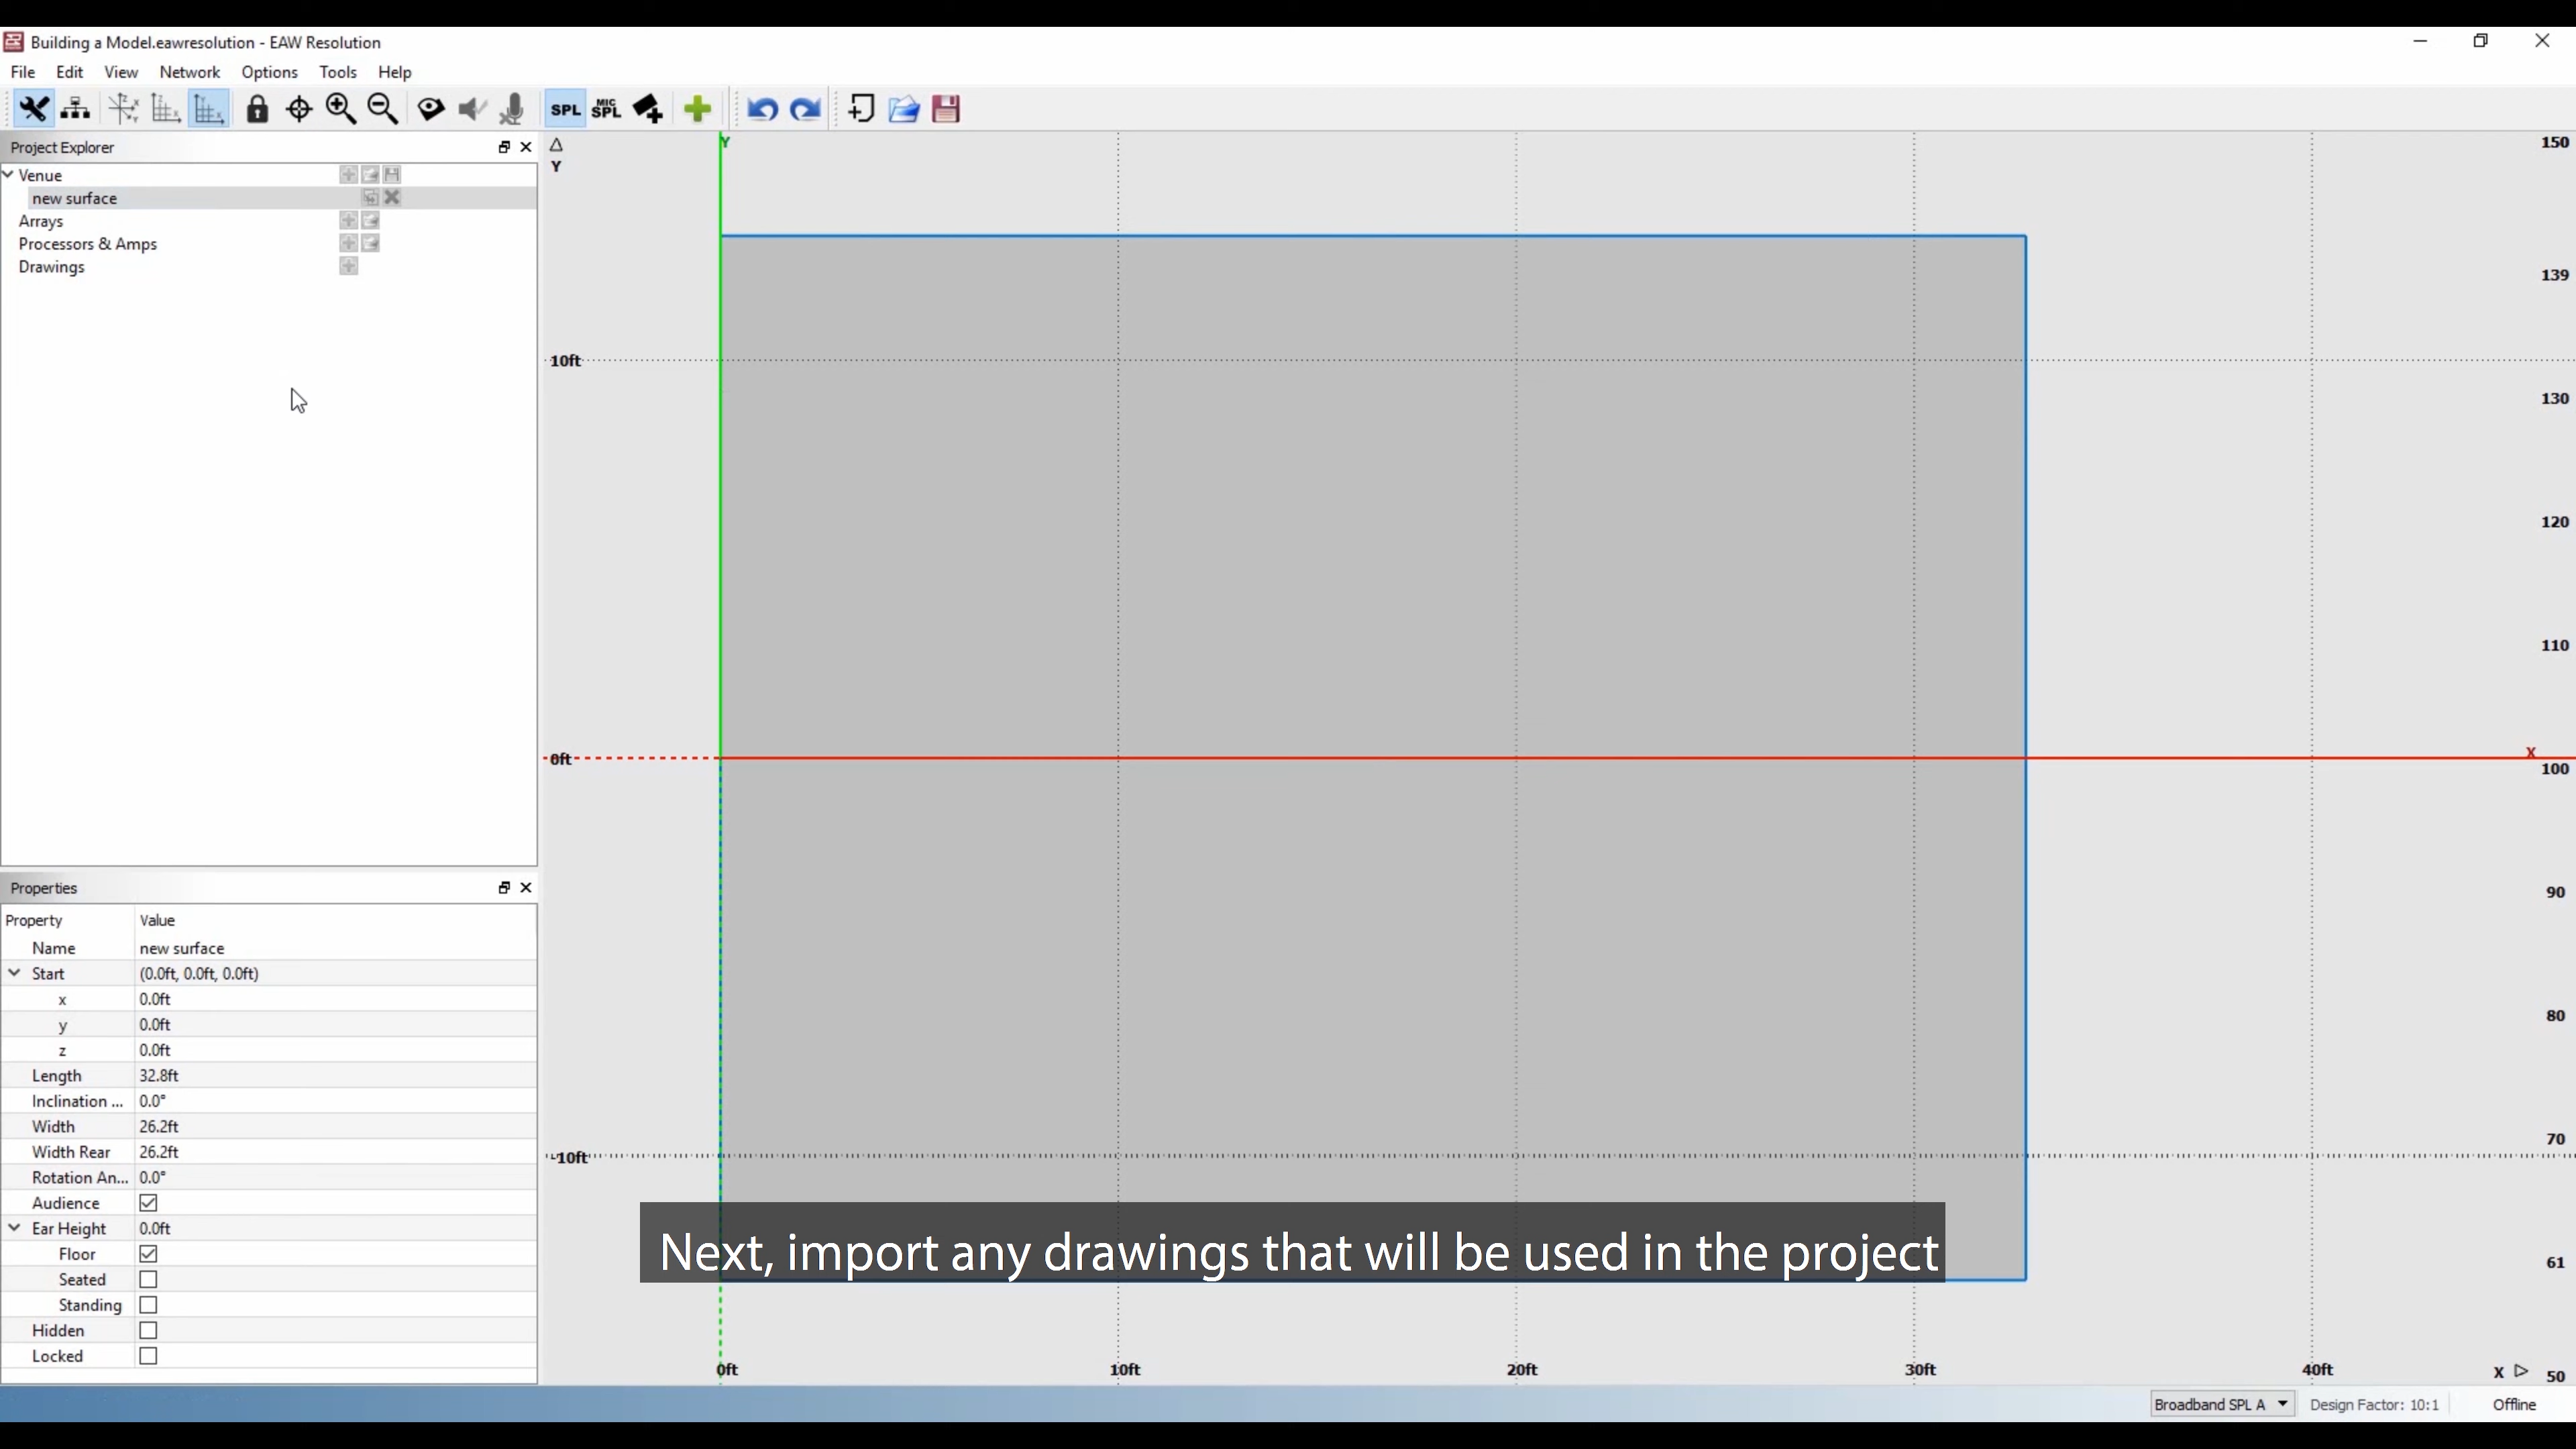 Building a Model.eawresolution - EAW Resolution
File Edit View Network Options Tools Help
SPL MIC SPL
Project Explorer
Venue
new surface
Arrays
Processors & Amps
Drawings
Properties
Property Value
Name new surface
Start (0.0ft, 0.0ft, 0.0ft)
x 0.0ft
y 0.0ft
z 0.0ft
Length 32.8ft
Inclination ... 0.0°
Width 26.2ft
Width Rear 26.2ft
Rotation An... 0.0°
Audience
Ear Height 0.0ft
Floor
Seated
Standing
Hidden
Locked
Y
Y
10ft
0ft
-10ft
X
150
139
130
120
110
100
90
80
70
61
50
Next, import any drawings that will be used in the project
0ft 10ft 20ft 30ft 40ft X
Broadband SPL A Design Factor: 10:1 Offline